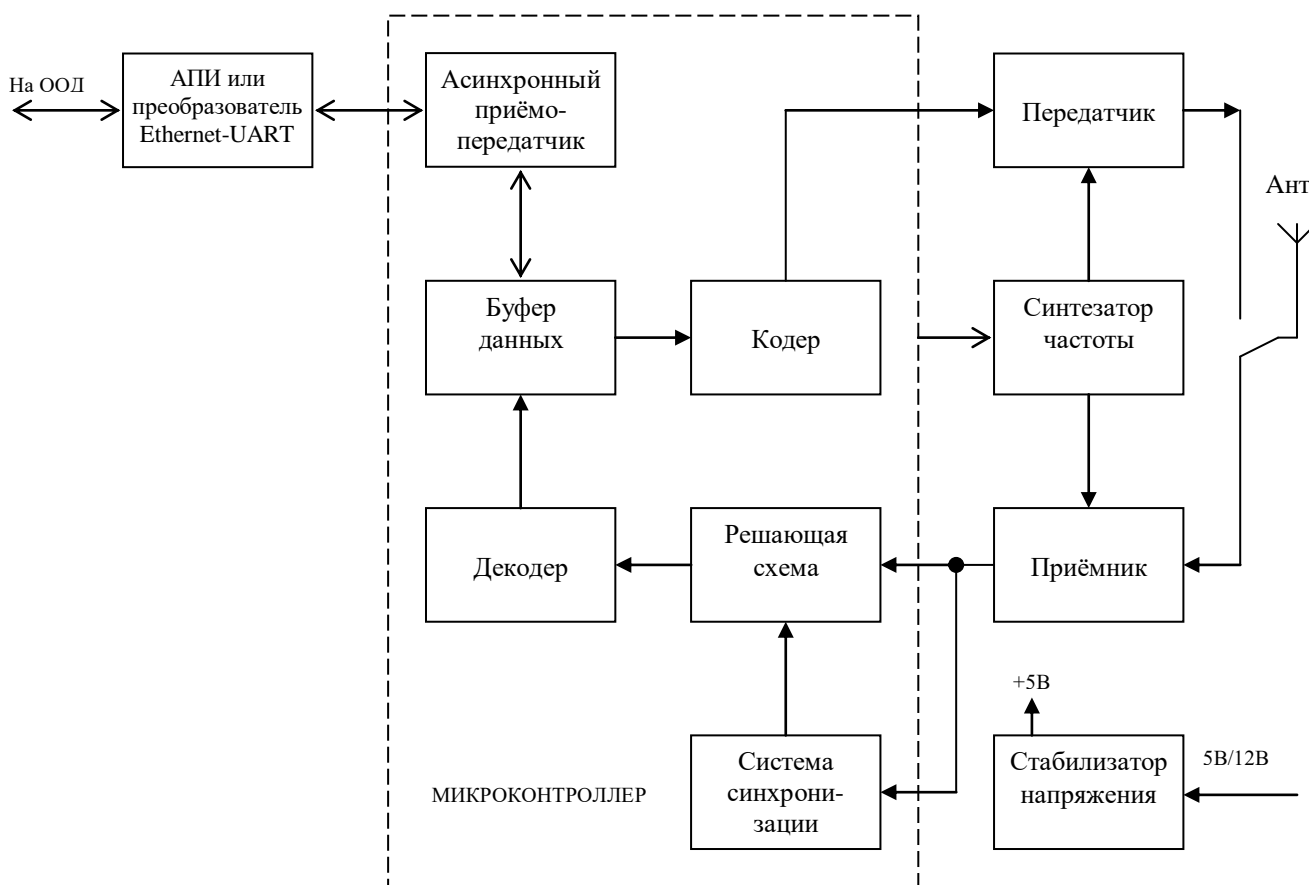 На ООД
АПИ или
преобразователь
Ethernet-UART
Асинхронный
приёмо-
передатчик
Передатчик
Ант
Буфер
данных
Кодер
Синтезатор
частоты
Декодер
Решающая
схема
Приёмник
+5В
МИКРОКОНТРОЛЛЕР
Система
синхрони-
зации
Стабилизатор
напряжения
5В/12В